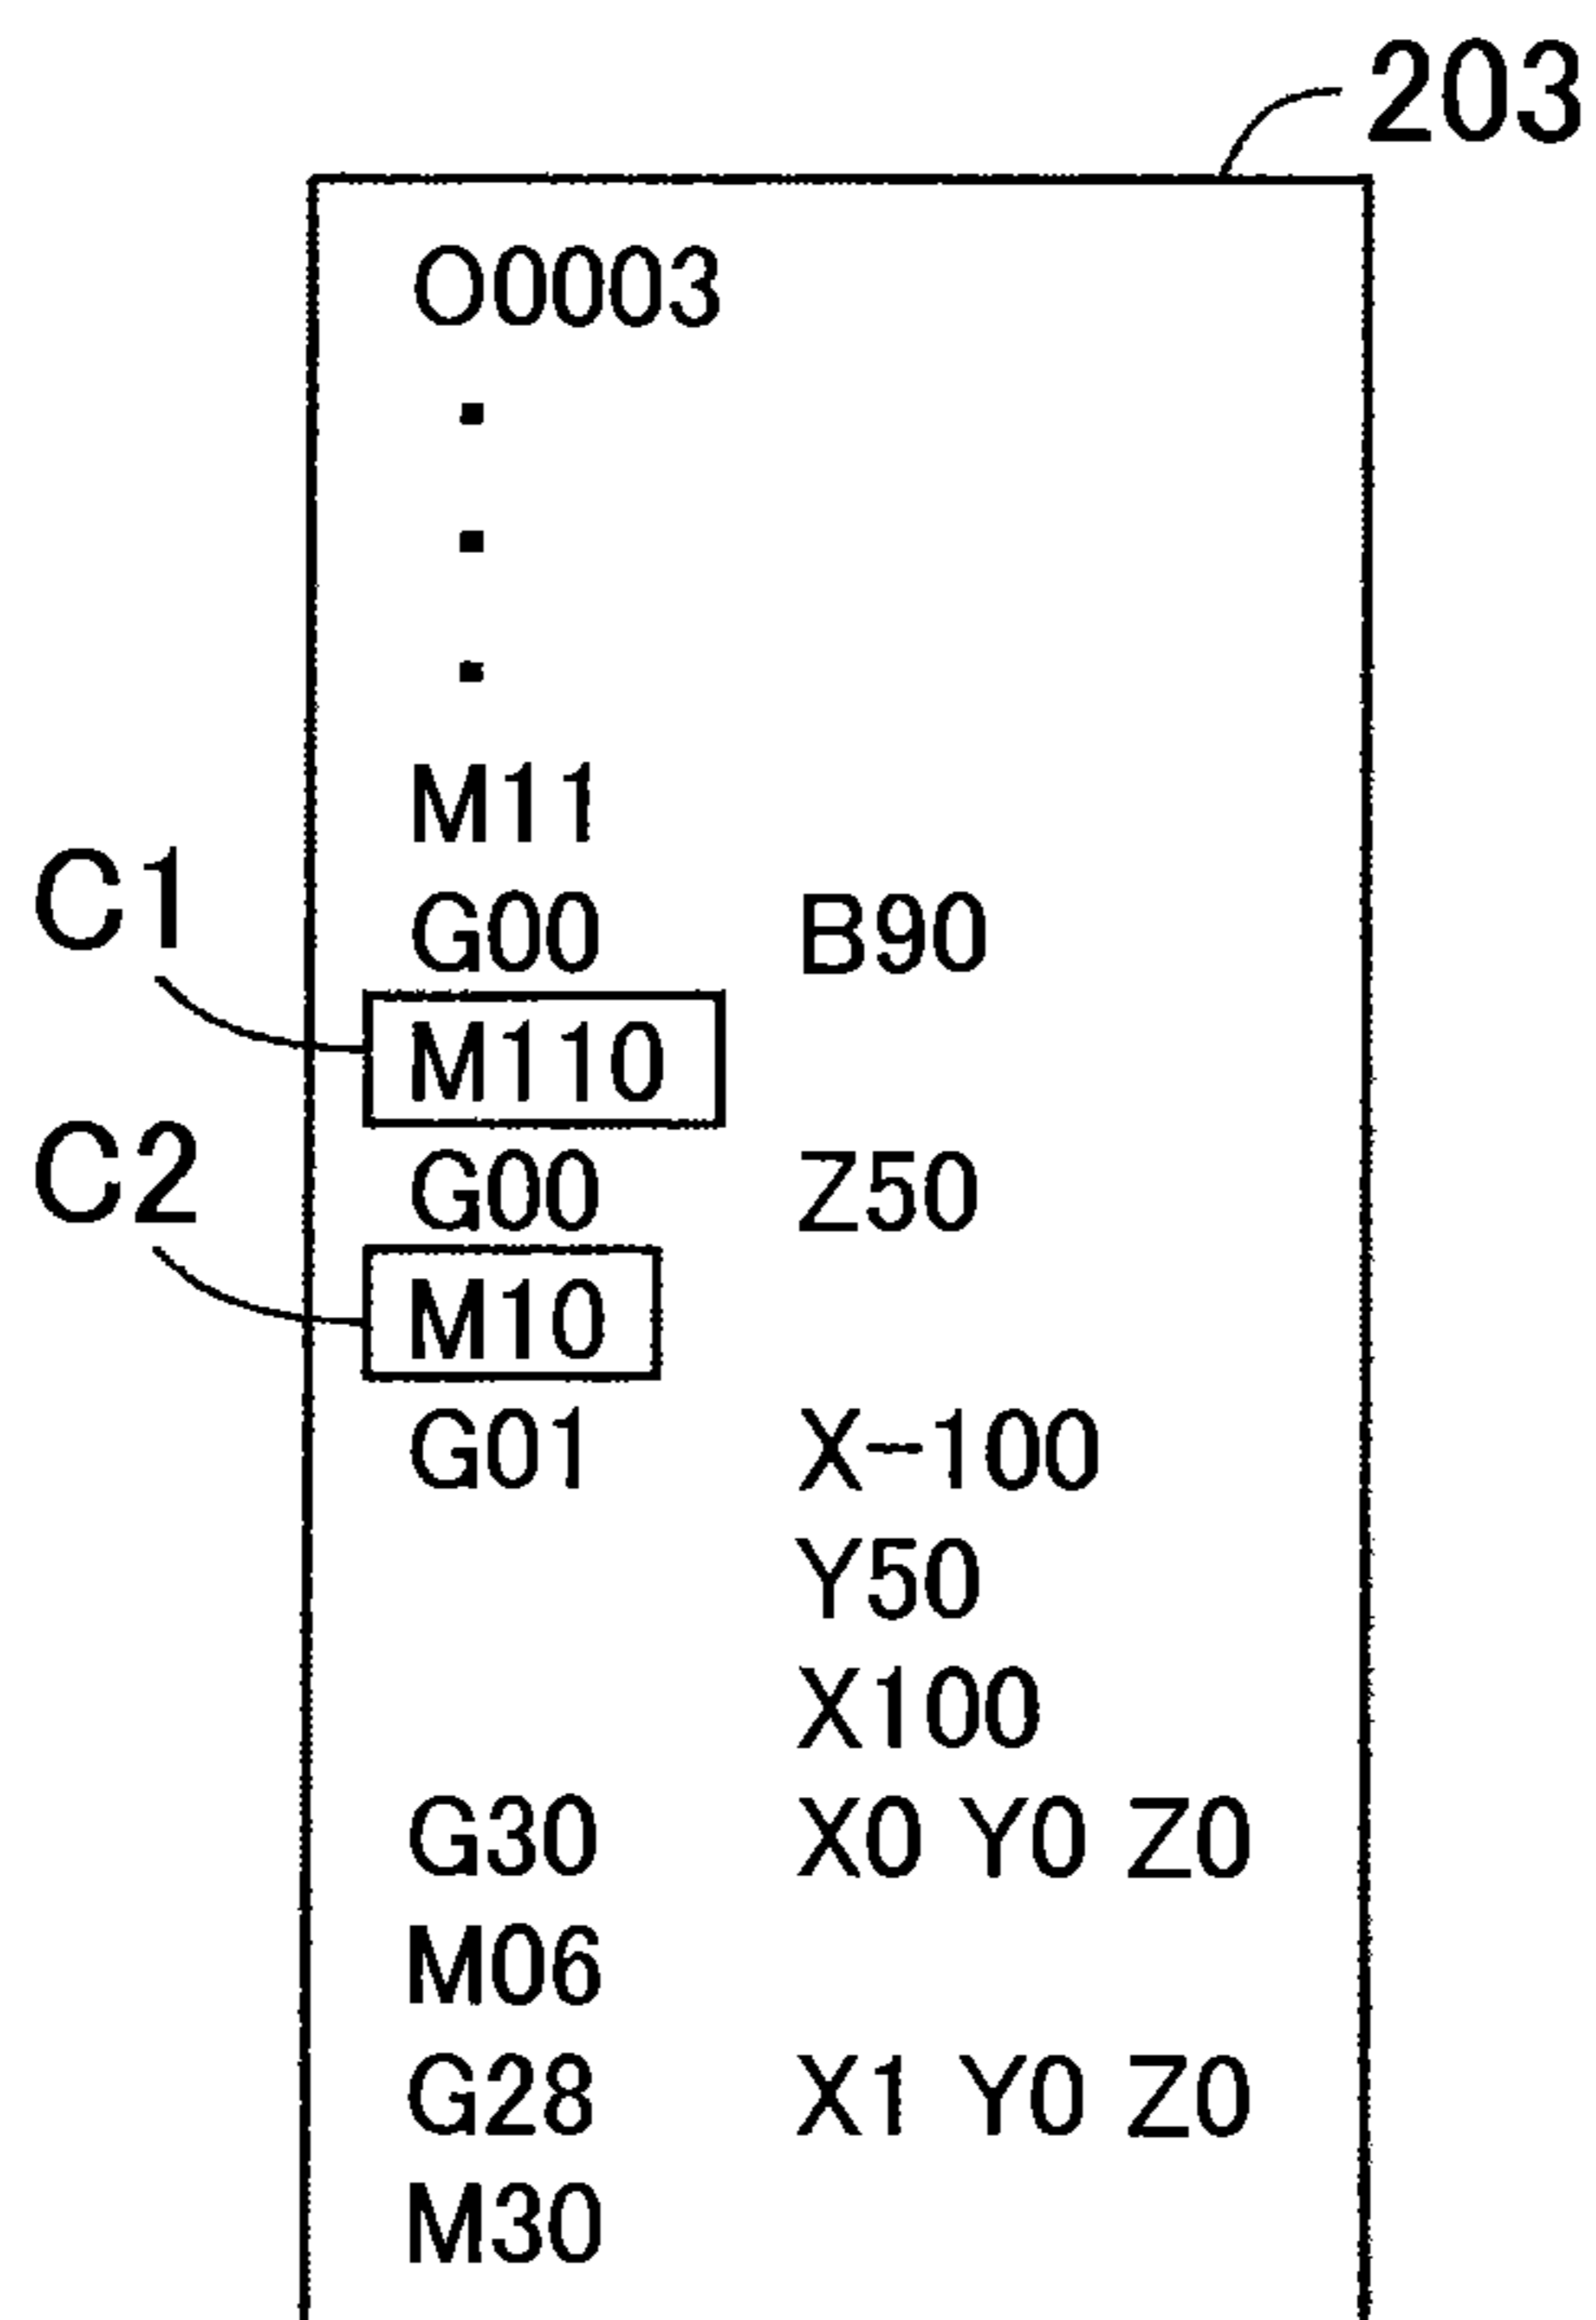 203
O0003
.
.
.
M11
C1
G00 B90
M110
C2
G00 Z50
M10
G01 X-100
Y50
X100
G30 X0 Y0 Z0
M06
G28 X1 Y0 Z0
M30